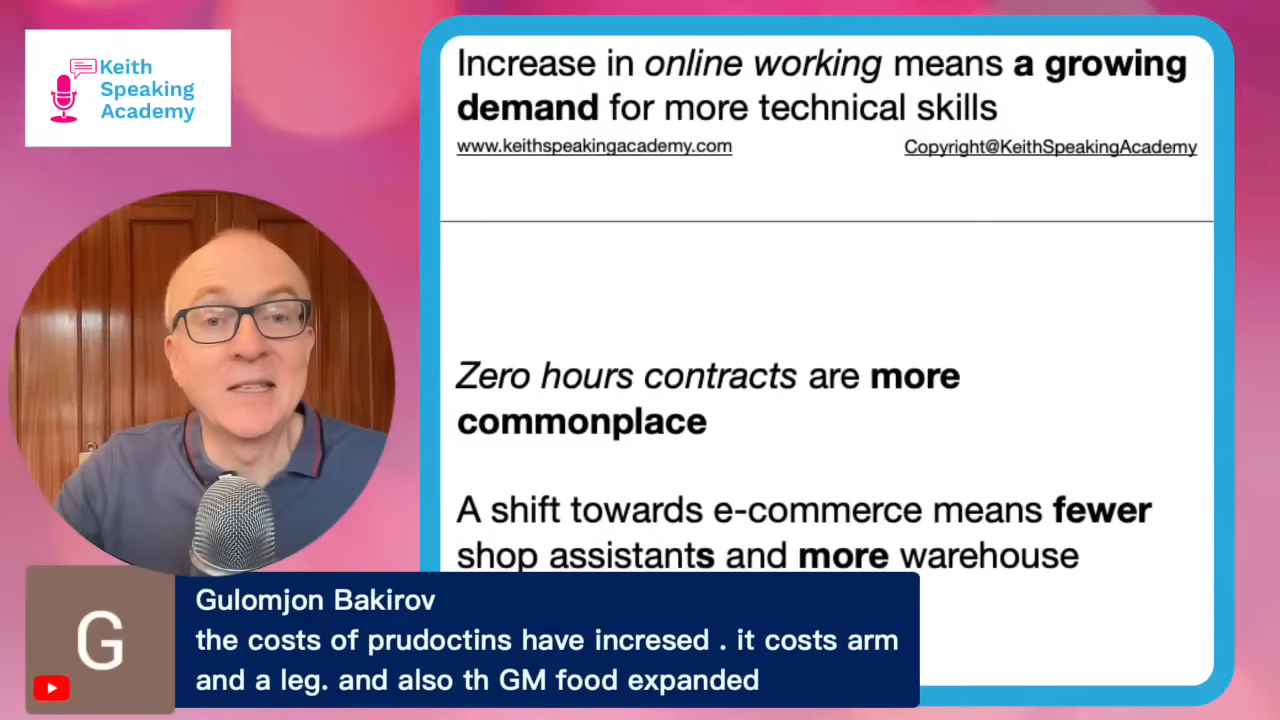 Keith
Speaking
Academy
Increase in online working means a growing
demand for more technical skills
www.keithspeakingacademy.com
Copyright@KeithSpeakingAcademy
Zero hours contracts are more
commonplace
A shift towards e-commerce means fewer
shop assistants and more warehouse
G
Gulomjon Bakirov
the costs of prudoctins have incresed . it costs arm
and a leg. and also th GM food expanded